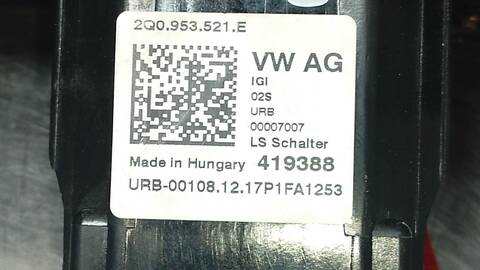 2Q0.953.521.E
VW AG
IGI
02S
URB
00007007
LS Schalter
Made in Hungary 419388
URB-00108.12.17P1FA1253